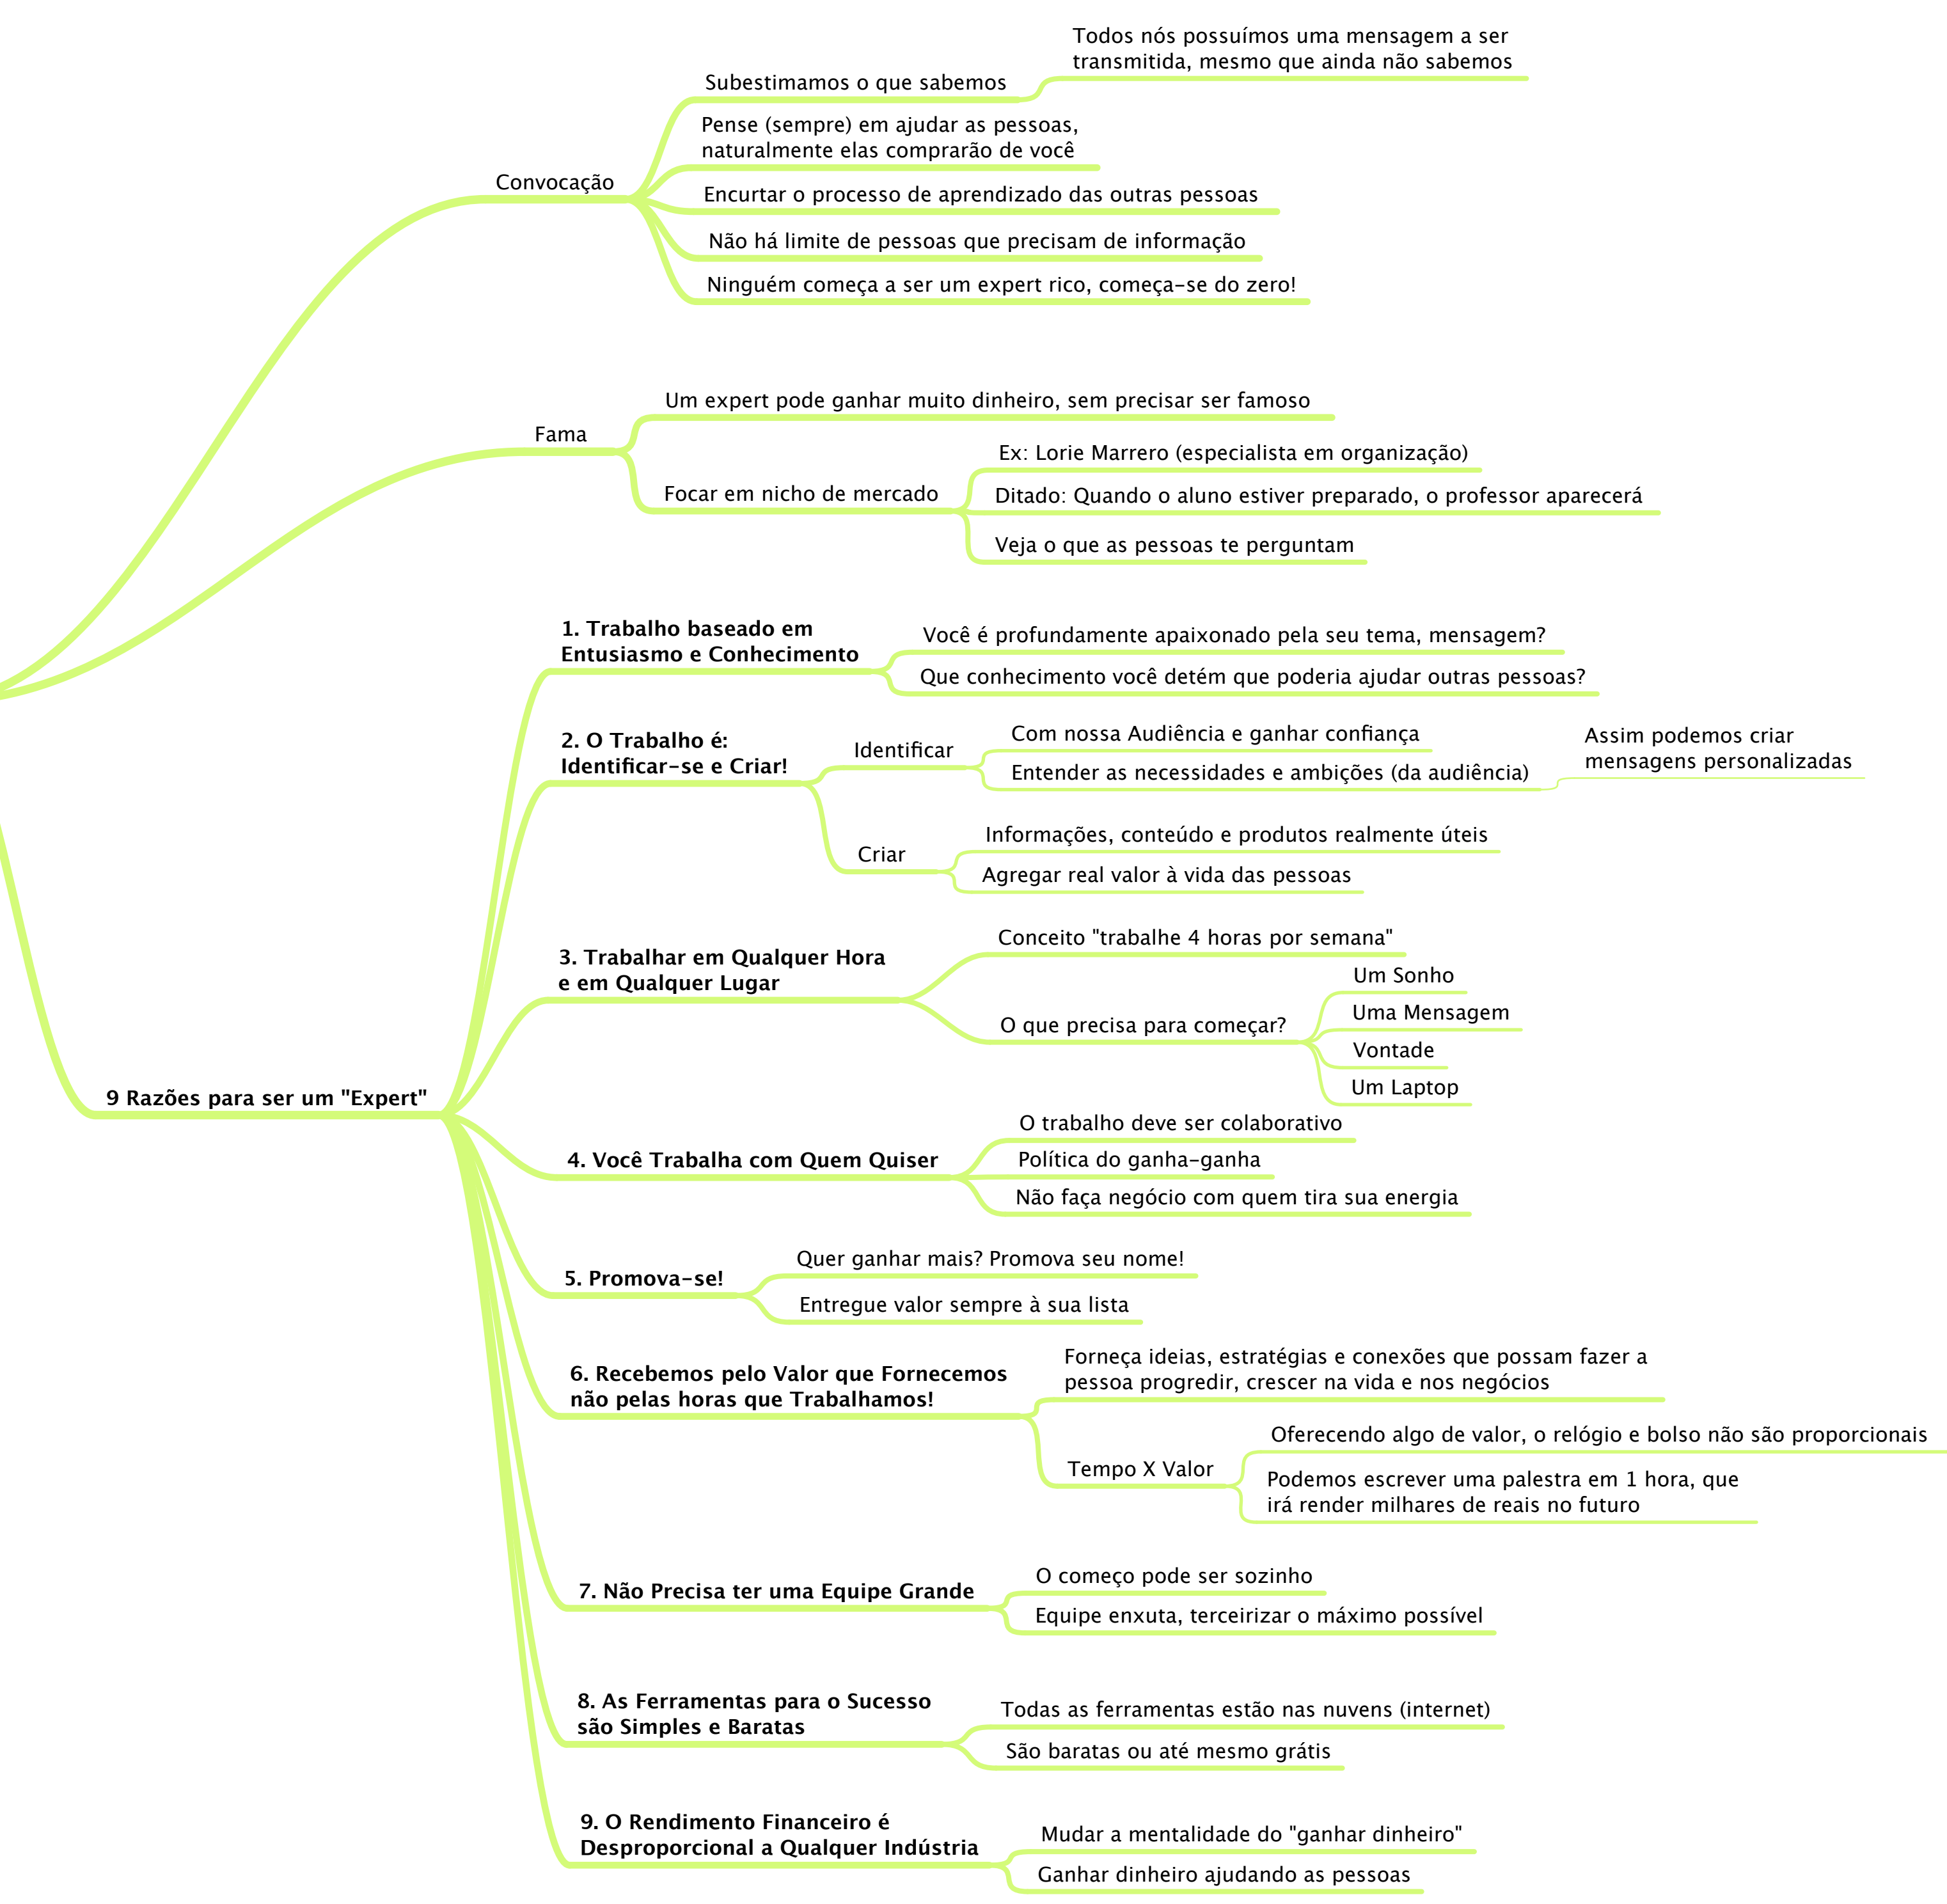 Convocação
Subestimamos o que sabemos
Todos nós possuímos uma mensagem a ser
transmitida, mesmo que ainda não sabemos
Pense (sempre) em ajudar as pessoas,
naturalmente elas comprarão de você
Encurtar o processo de aprendizado das outras pessoas
Não há limite de pessoas que precisam de informação
Ninguém começa a ser um expert rico, começa-se do zero!
Fama
Um expert pode ganhar muito dinheiro, sem precisar ser famoso
Focar em nicho de mercado
Ex: Lorie Marrero (especialista em organização)
Ditado: Quando o aluno estiver preparado, o professor aparecerá
Veja o que as pessoas te perguntam
9 Razões para ser um "Expert"
1. Trabalho baseado em
Entusiasmo e Conhecimento
Você é profundamente apaixonado pela seu tema, mensagem?
Que conhecimento você detém que poderia ajudar outras pessoas?
2. O Trabalho é:
Identificar-se e Criar!
Identificar
Com nossa Audiência e ganhar confiança
Entender as necessidades e ambições (da audiência)
Assim podemos criar
mensagens personalizadas
Criar
Informações, conteúdo e produtos realmente úteis
Agregar real valor à vida das pessoas
3. Trabalhar em Qualquer Hora
e em Qualquer Lugar
Conceito "trabalhe 4 horas por semana"
O que precisa para começar?
Um Sonho
Uma Mensagem
Vontade
Um Laptop
4. Você Trabalha com Quem Quiser
O trabalho deve ser colaborativo
Política do ganha-ganha
Não faça negócio com quem tira sua energia
5. Promova-se!
Quer ganhar mais? Promova seu nome!
Entregue valor sempre à sua lista
6. Recebemos pelo Valor que Fornecemos
não pelas horas que Trabalhamos!
Forneça ideias, estratégias e conexões que possam fazer a
pessoa progredir, crescer na vida e nos negócios
Tempo X Valor
Oferecendo algo de valor, o relógio e bolso não são proporcionais
Podemos escrever uma palestra em 1 hora, que
irá render milhares de reais no futuro
7. Não Precisa ter uma Equipe Grande
O começo pode ser sozinho
Equipe enxuta, terceirizar o máximo possível
8. As Ferramentas para o Sucesso
são Simples e Baratas
Todas as ferramentas estão nas nuvens (internet)
São baratas ou até mesmo grátis
9. O Rendimento Financeiro é
Desproporcional a Qualquer Indústria
Mudar a mentalidade do "ganhar dinheiro"
Ganhar dinheiro ajudando as pessoas